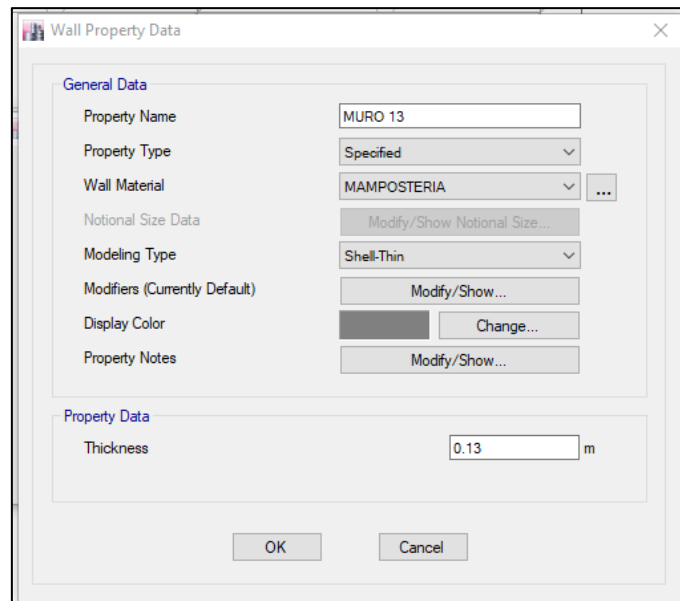 Wall Property Data
General Data
Property Name MURO 13
Property Type Specified
Wall Material MAMPOSTERIA ...
Notional Size Data Modify/Show Notional Size...
Modeling Type Shell-Thin
Modifiers (Currently Default) Modify/Show...
Display Color Change...
Property Notes Modify/Show...
Property Data
Thickness 0.13 m
OK Cancel